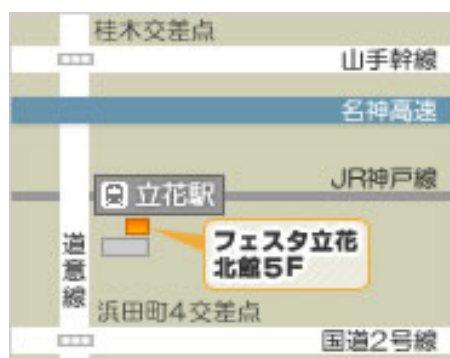 桂木交差点
山手幹線
名神高速
JR神戸線
立花駅
フェスタ立花
北館5F
道意線
浜田町4交差点
国道2号線